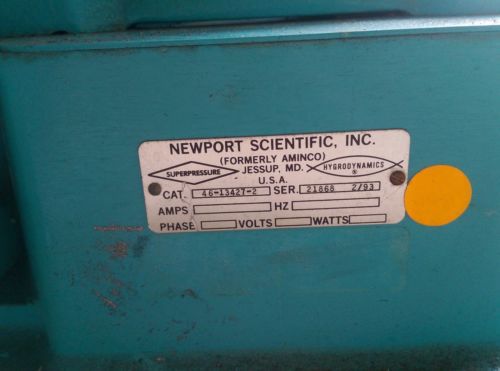 NEWPORT SCIENTIFIC, INC.
(FORMERLY AMINCO)
SUPERPRESSURE JESSUP, MD. HYGRODYNAMICS ®
U.S.A.
CAT. 46-13427-2 SER. 21868 2/93
AMPS HZ
PHASE VOLTS WATTS